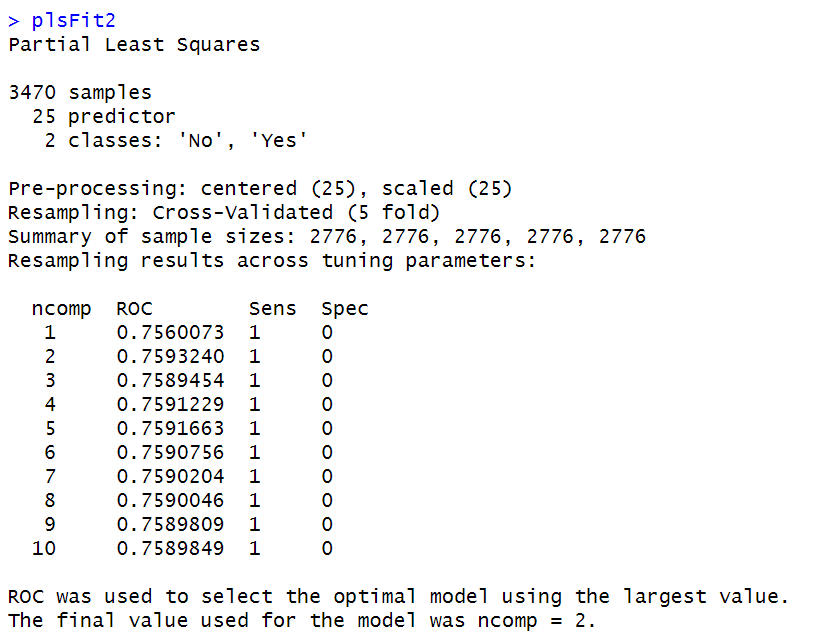 > plsFit2
Partial Least Squares

3470 samples
  25 predictor
   2 classes: 'No', 'Yes'

Pre-processing: centered (25), scaled (25)
Resampling: Cross-Validated (5 fold)
Summary of sample sizes: 2776, 2776, 2776, 2776, 2776
Resampling results across tuning parameters:

  ncomp  ROC        Sens  Spec
   1     0.7560073  1     0
   2     0.7593240  1     0
   3     0.7589454  1     0
   4     0.7591229  1     0
   5     0.7591663  1     0
   6     0.7590756  1     0
   7     0.7590204  1     0
   8     0.7590046  1     0
   9     0.7589809  1     0
  10     0.7589849  1     0

ROC was used to select the optimal model using the largest value.
The final value used for the model was ncomp = 2.